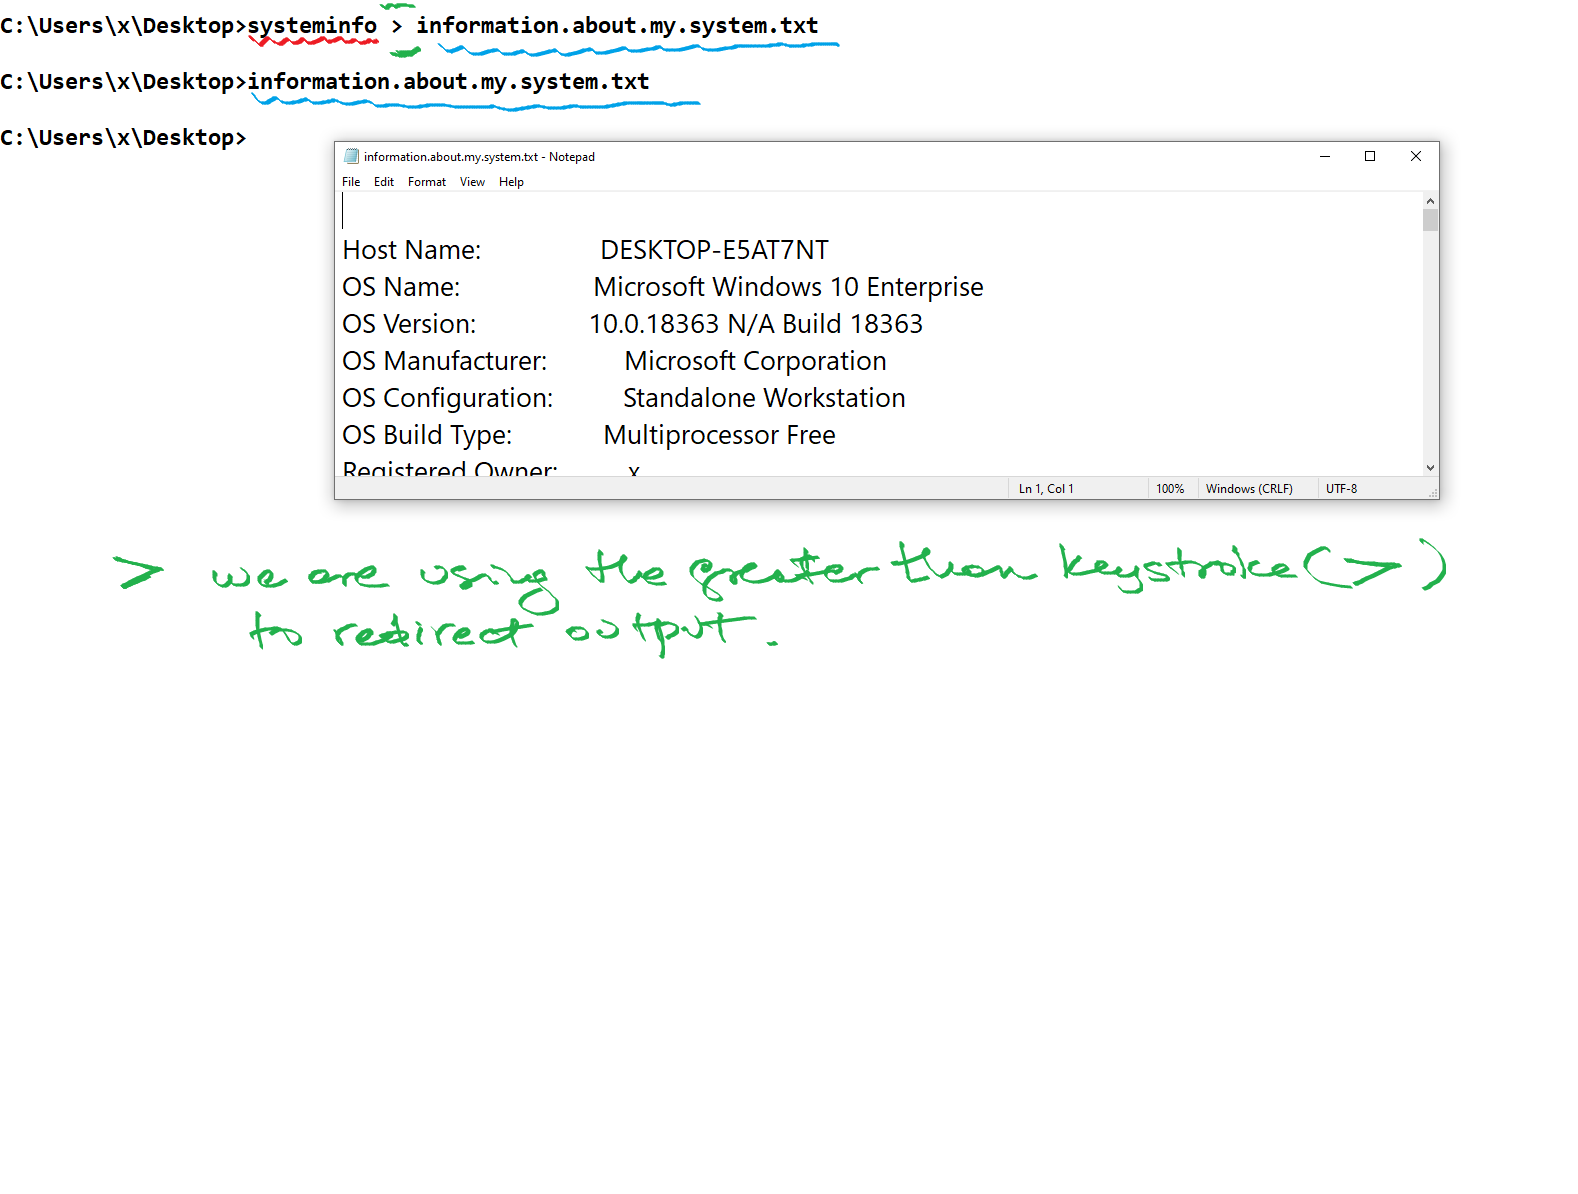 C:\Users\x\Desktop>systeminfo > information.about.my.system.txt
C:\Users\x\Desktop>information.about.my.system.txt
C:\Users\x\Desktop>
information.about.my.system.txt - Notepad
File Edit Format View Help
Host Name: DESKTOP-E5AT7NT
OS Name: Microsoft Windows 10 Enterprise
OS Version: 10.0.18363 N/A Build 18363
OS Manufacturer: Microsoft Corporation
OS Configuration: Standalone Workstation
OS Build Type: Multiprocessor Free
Registered Owner: x
Ln 1, Col 1 100% Windows (CRLF) UTF-8
> we are using the greater than keystroke (>)
to redirect output.